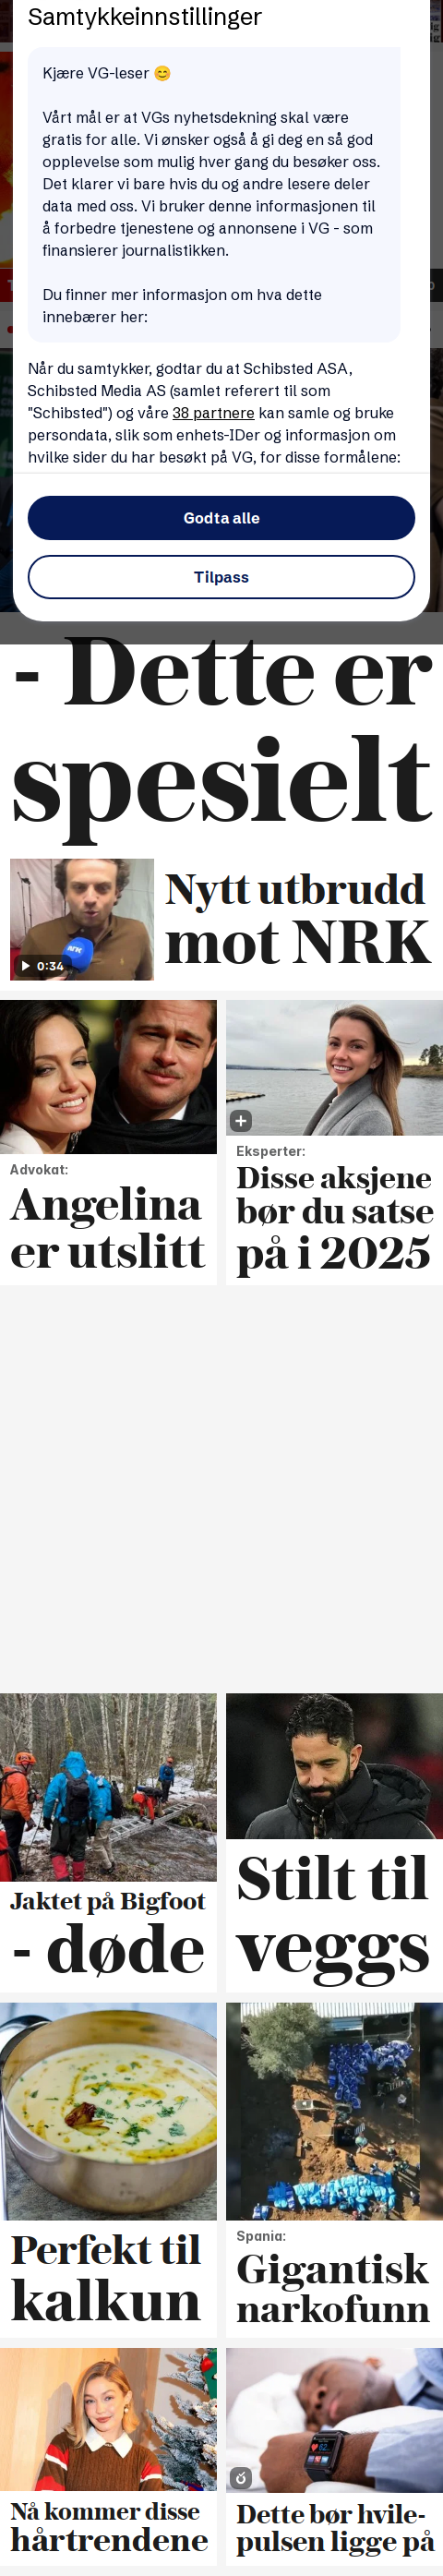 Samtykkeinnstillinger
Kjære VG-leser 😊
Vårt mål er at VGs nyhetsdekning skal være
gratis for alle. Vi ønsker også å gi deg en så god
opplevelse som mulig hver gang du besøker oss.
Det klarer vi bare hvis du og andre lesere deler
data med oss. Vi bruker denne informasjonen til
å forbedre tjenestene og annonsene i VG - som
finansierer journalistikken.
Du finner mer informasjon om hva dette
innebærer her:
Når du samtykker, godtar du at Schibsted ASA,
Schibsted Media AS (samlet referert til som
"Schibsted") og våre 38 partnere kan samle og bruke
persondata, slik som enhets-IDer og informasjon om
hvilke sider du har besøkt på VG, for disse formålene:
Godta alle
Tilpass
- Dette er
spesielt
NRK
0:34
Nytt utbrudd
mot NRK
Advokat:
Angelina
er utslitt
Eksperter:
Disse aksjene
bør du satse
på i 2025
Jaktet på Bigfoot
- døde
Stilt til
veggs
Perfekt til
kalkun
Spania:
Gigantisk
narkofunn
Nå kommer disse
hårtrendene
Dette bør hvile-
pulsen ligge på